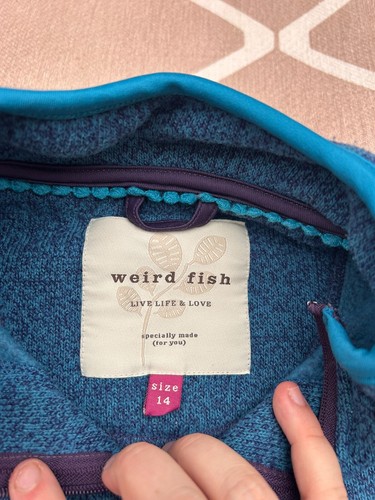 weird fish
LIVE LIFE & LOVE
specially made
(for you)
size
14